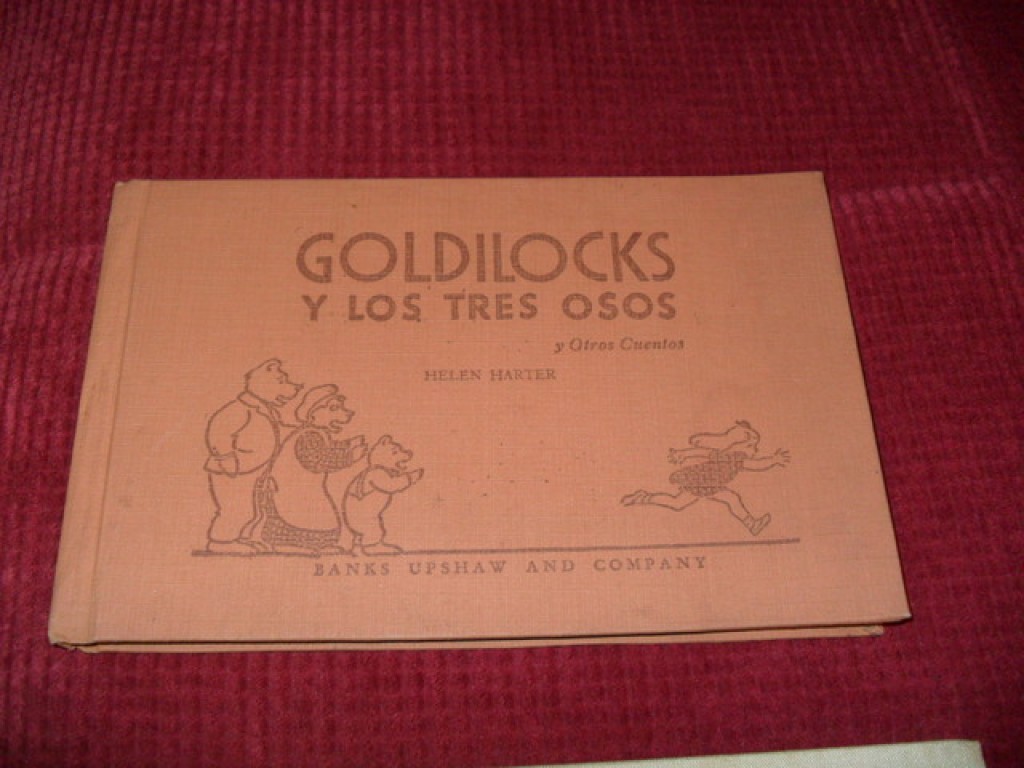 GOLDILOCKS
Y LOS TRES OSOS
y Otros Cuentos
HELEN HARTER
BANKS UPSHAW AND COMPANY